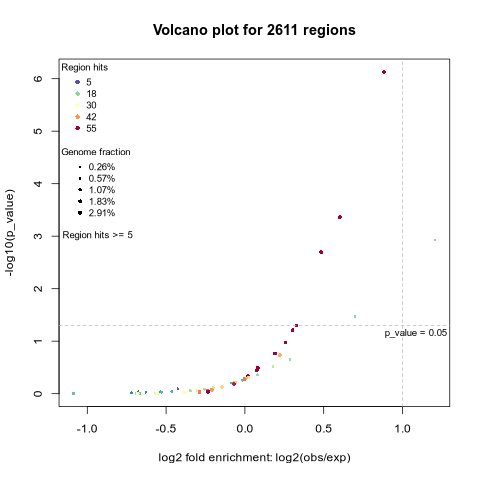 Volcano plot for 2611 regions
-log10(p_value)
6
5
4
3
2
1
0
Region hits
5
18
30
42
55
Genome fraction
0.26%
0.57%
1.07%
1.83%
2.91%
Region hits >= 5
p_value = 0.05
-1.0 -0.5 0.0 0.5 1.0
log2 fold enrichment: log2(obs/exp)